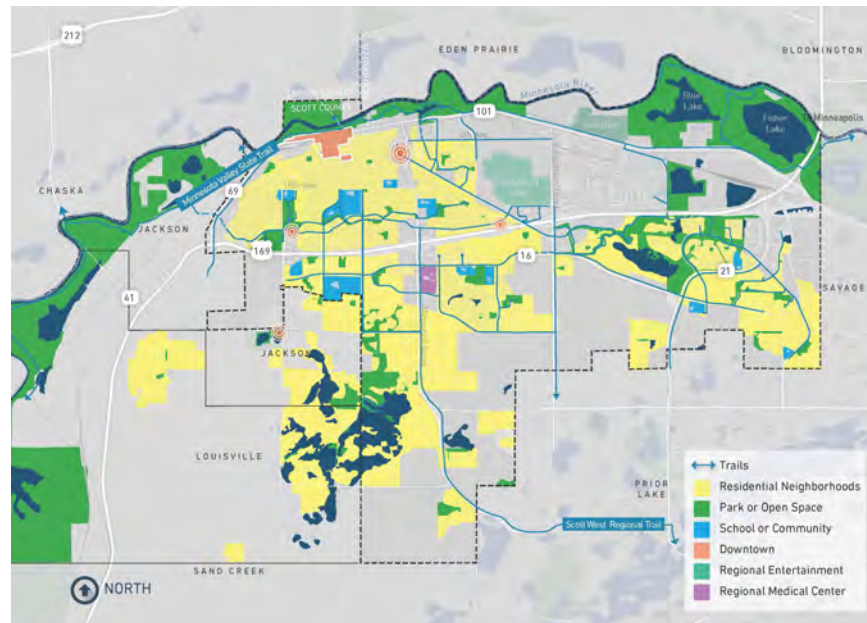 212
EDEN PRAIRIE
BLOOMINGTON
Minnesota River
SCOTT COUNTY
101
Blue
Lake
Fisher
Lake
To Minneapolis
Minnesota Valley State Trail
CHASKA
69
JACKSON
169
16
41
21
SAVAGE
JACKSON
LOUISVILLE
PRIOR
LAKE
Scott West Regional Trail
SAND CREEK
NORTH
Trails
Residential Neighborhoods
Park or Open Space
School or Community
Downtown
Regional Entertainment
Regional Medical Center